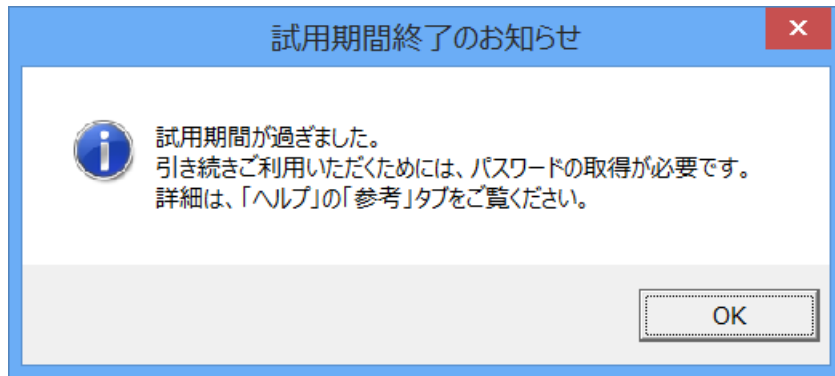 試用期間終了のお知らせ
試用期間が過ぎました。
引き続きご利用いただくためには、パスワードの取得が必要です。
詳細は、「ヘルプ」の「参考」タブをご覧ください。
OK